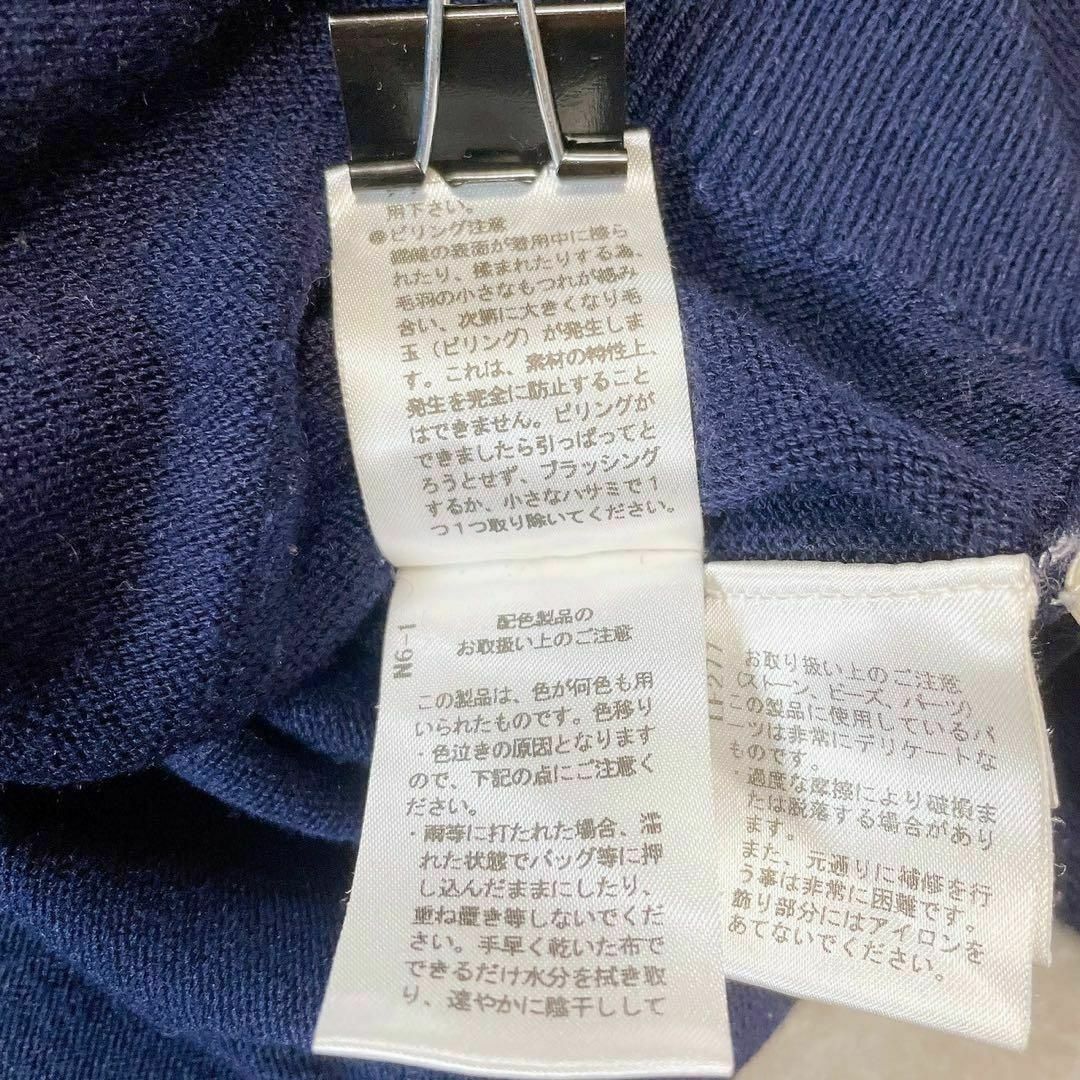 用下さい。
●ピリング注意
繊維の表面が着用中に擦ら
れたり、揉まれたりする為、
毛羽の小さなもつれが絡み
合い、次第に大きくなり毛
玉（ピリング）が発生しま
す。これは、素材の特性上、
発生を完全に防止すること
はできません。ピリングが
できましたら引っぱってと
ろうとせず、ブラッシング
するか、小さなハサミで１
つ１つ取り除いてください。
N6-1
配色製品の
お取扱い上のご注意
この製品は、色が何色も用
いられたものです。色移り
・色泣きの原因となります
ので、下記の点にご注意く
ださい。
・雨等に打たれた場合、濡
れた状態でバッグ等に押
し込んだままにしたり、
重ね置き等しないでくだ
さい。手早く乾いた布で
できるだけ水分を拭き取
り、速やかに陰干しして
お取り扱い上のご注意
（ストーン、ビーズ、パーツ）
この製品に使用しているパ
ーツは非常にデリケートな
ものです。
・過度な摩擦により破損ま
たは脱落する場合があり
ます。
また、元通りに補修を行
う事は非常に困難です。
飾り部分にはアイロンを
あてないでください。